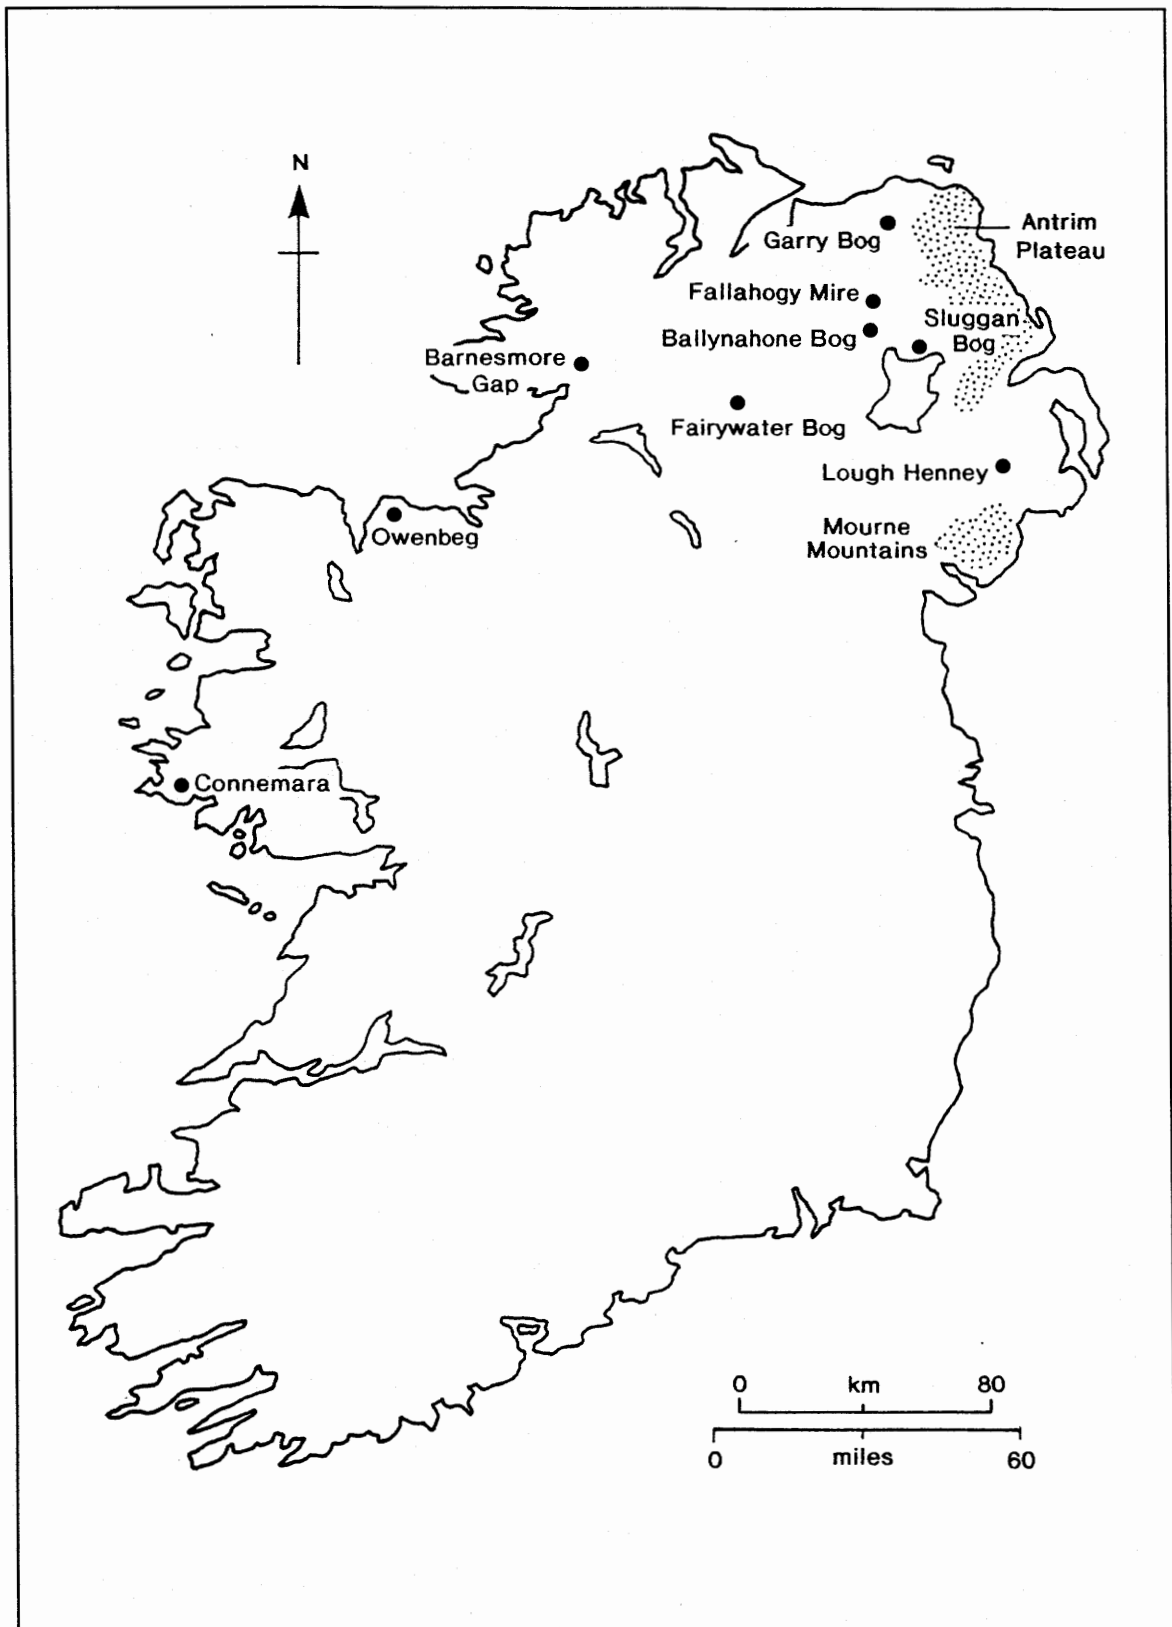 N
Garry Bog
Antrim
Plateau
Fallahogy Mire
Ballynahone Bog
Sluggan
Bog
Barnesmore
Gap
Fairywater Bog
Lough Henney
Owenbeg
Mourne
Mountains
Connemara
0 km 80
0 miles 60